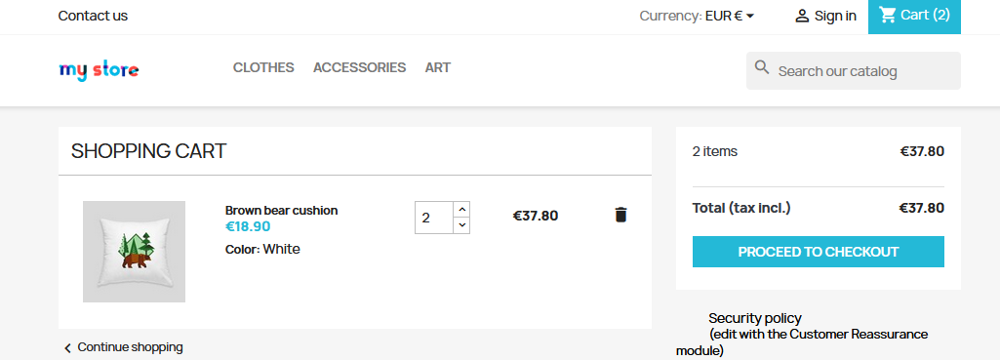 Contact us
Currency: EUR €
Sign in
Cart (2)
my store
CLOTHES ACCESSORIES ART
Search our catalog
SHOPPING CART
Brown bear cushion
€18.90
Color: White
2
€37.80
Continue shopping
2 items €37.80
Total (tax incl.) €37.80
PROCEED TO CHECKOUT
Security policy
(edit with the Customer Reassurance
module)